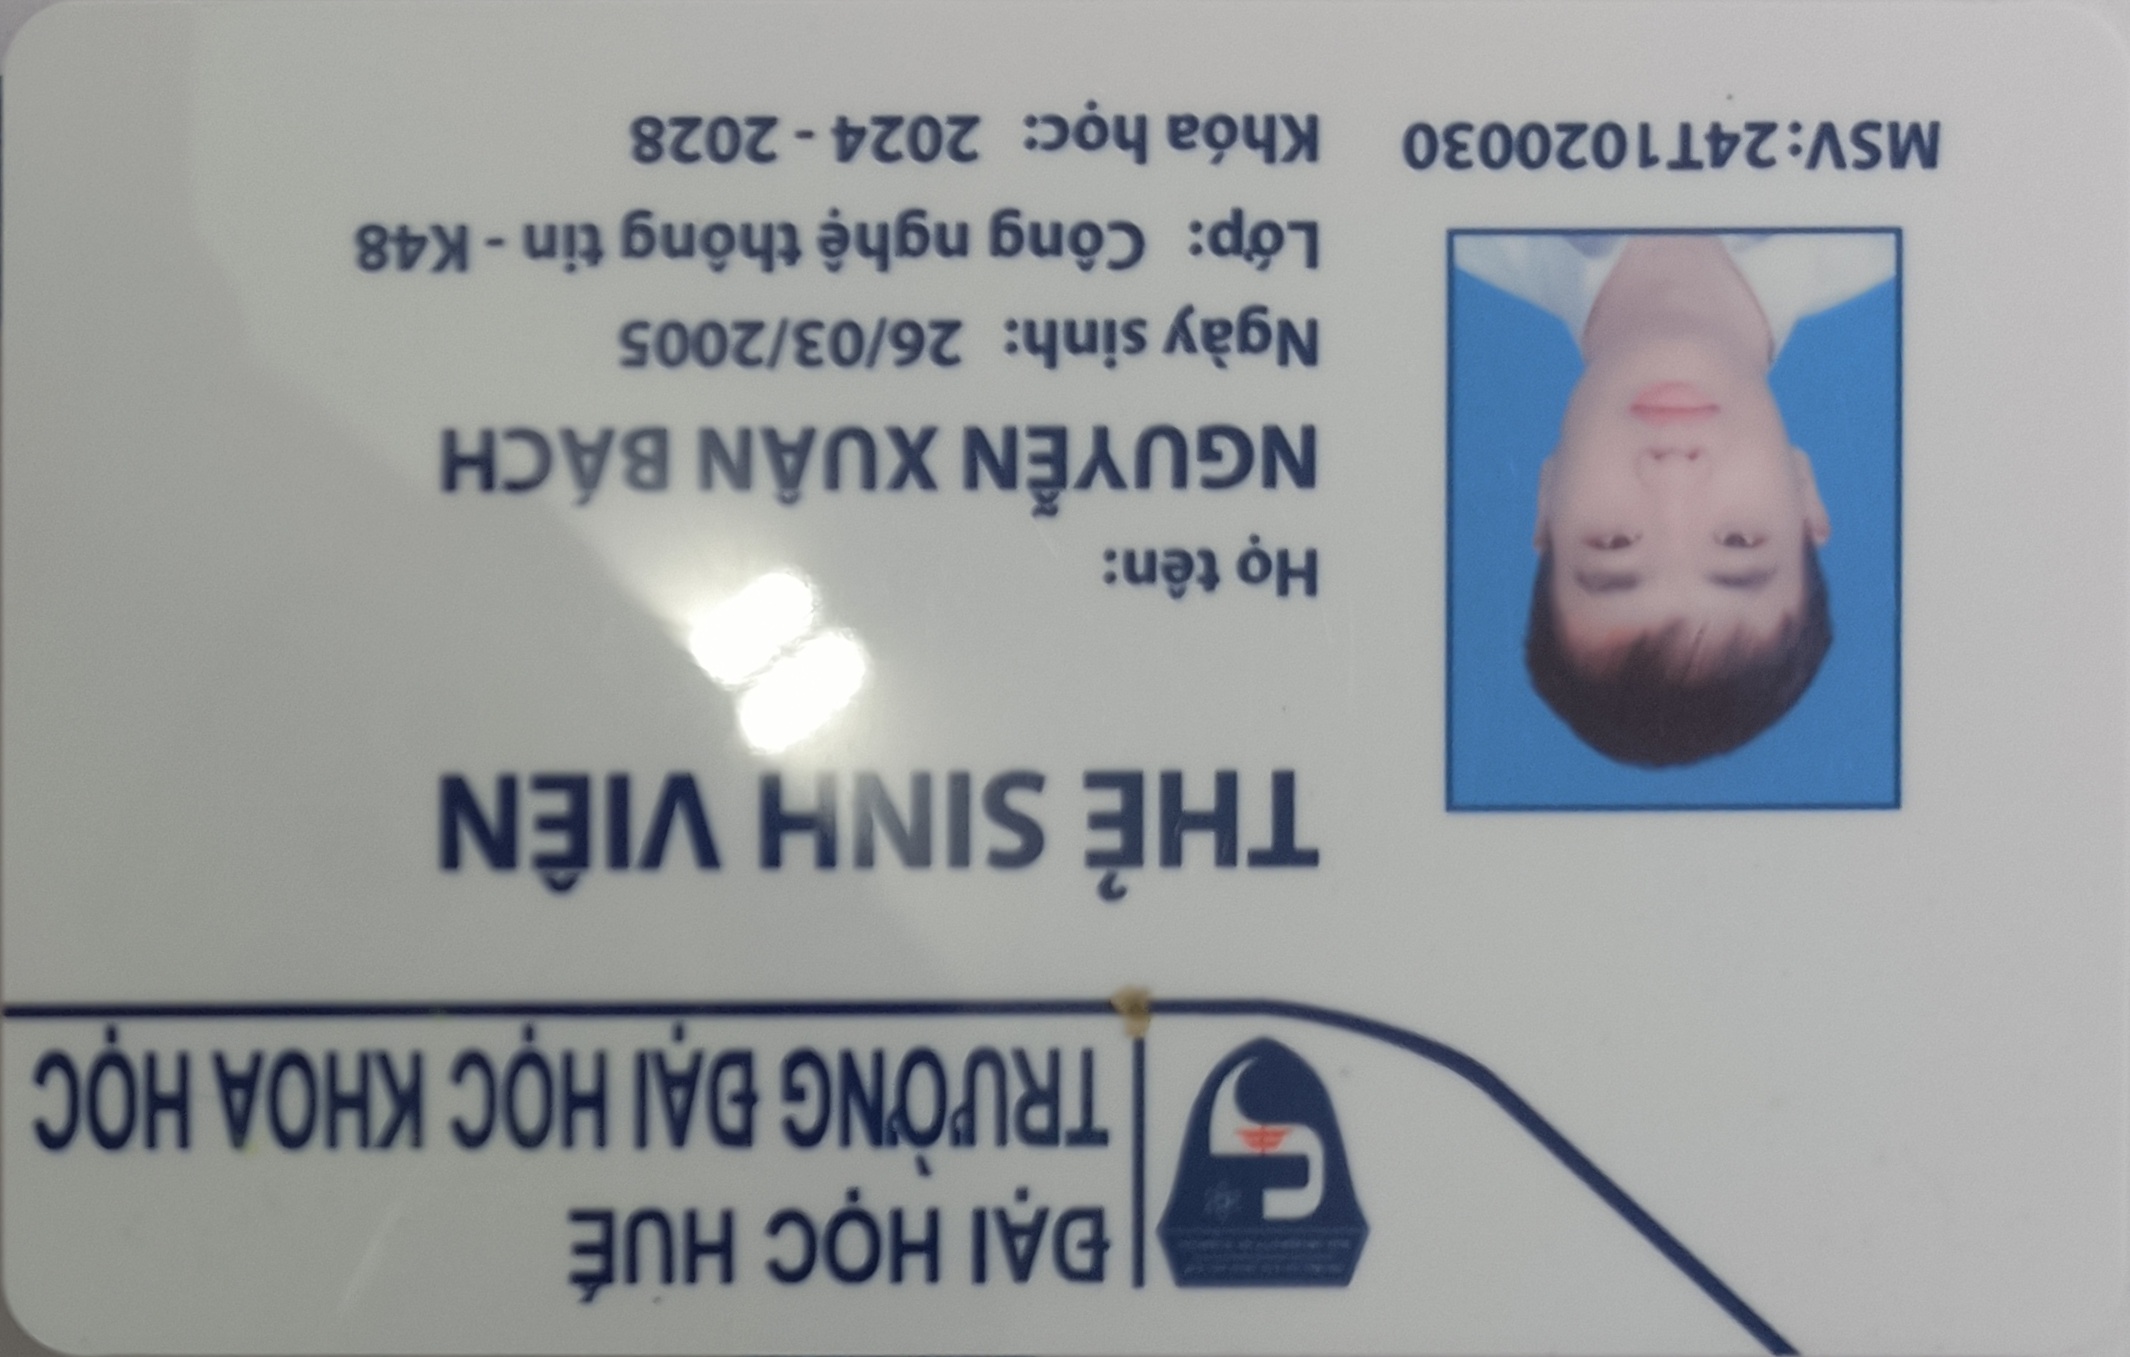 ĐẠI HỌC HUẾ
TRƯỜNG ĐẠI HỌC KHOA HỌC
THẺ SINH VIÊN
Họ tên:
NGUYỄN XUÂN BÁCH
Ngày sinh: 26/03/2005
Lớp: Công nghệ thông tin - K48
Khóa học: 2024 - 2028
MSV: 24T1020030